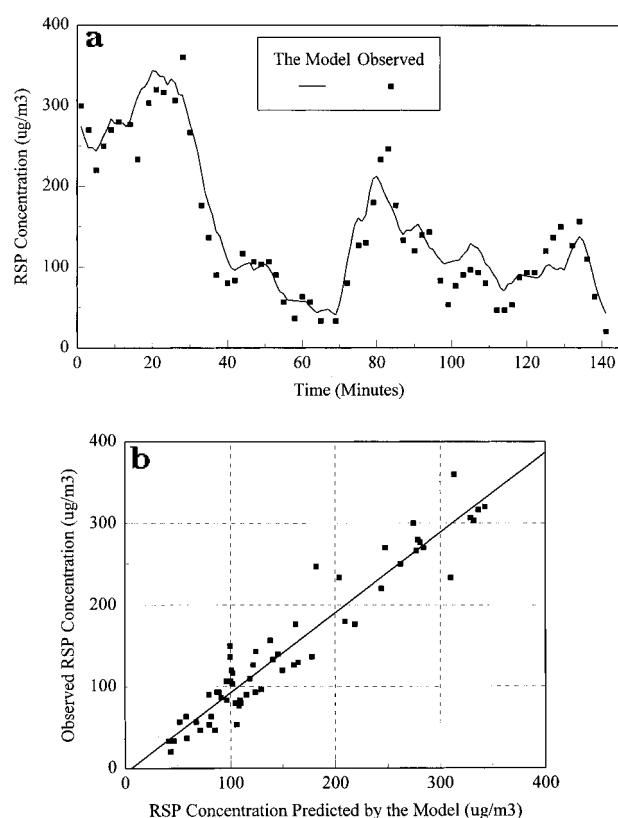 a
The Model Observed
RSP Concentration (ug/m3)
400
300
200
100
0
0 20 40 60 80 100 120 140
Time (Minutes)
b
Observed RSP Concentration (ug/m3)
400
300
200
100
0
100 200 300 400
RSP Concentration Predicted by the Model (ug/m3)